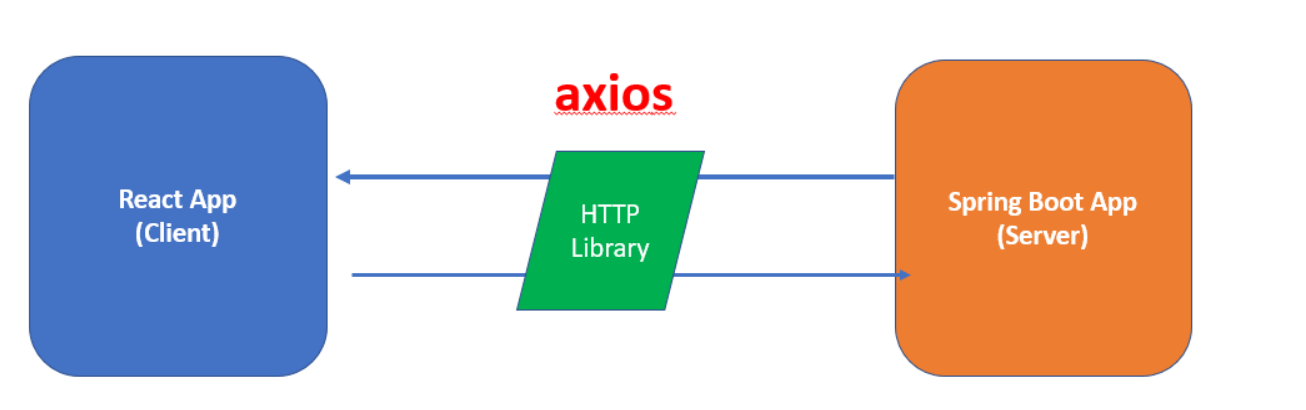 axios
React App
(Client)
HTTP
Library
Spring Boot App
(Server)